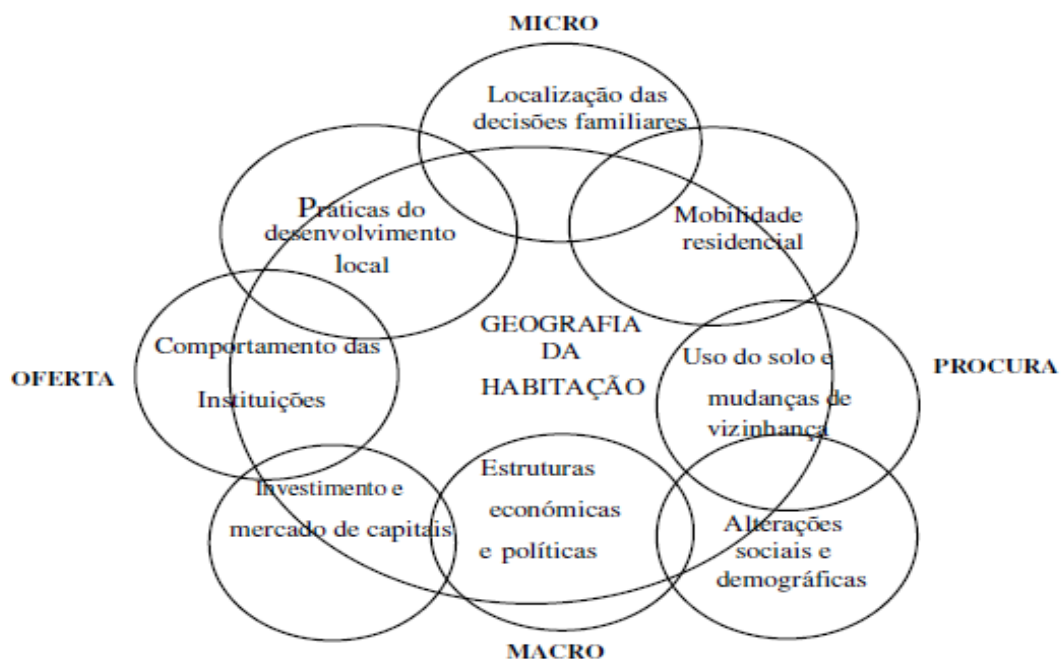 MICRO
Localização das
decisões familiares
Práticas do
desenvolvimento
local
Mobilidade
residencial
GEOGRAFIA
DA
HABITAÇÃO
Comportamento das
Instituições
OFERTA
Uso do solo e
mudanças de
vizinhança
PROCURA
Investimento e
mercado de capitais
Estruturas
económicas
e políticas
Alterações
sociais e
demográficas
MACRO